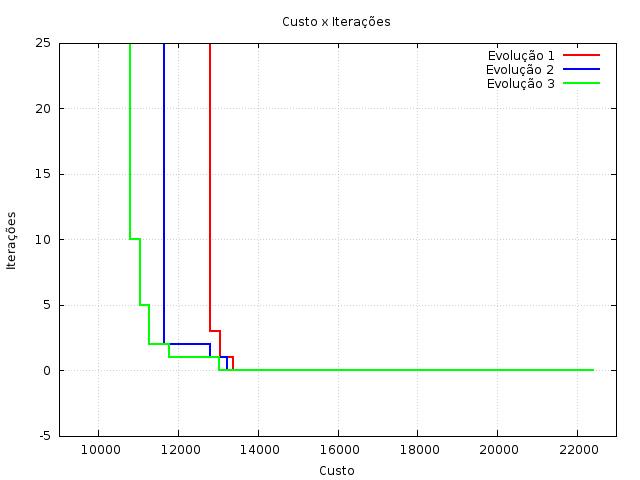 Custo x Iterações
Evolução 1
Evolução 2
Evolução 3
25
20
15
10
5
0
-5
Iterações
10000 12000 14000 16000 18000 20000 22000
Custo